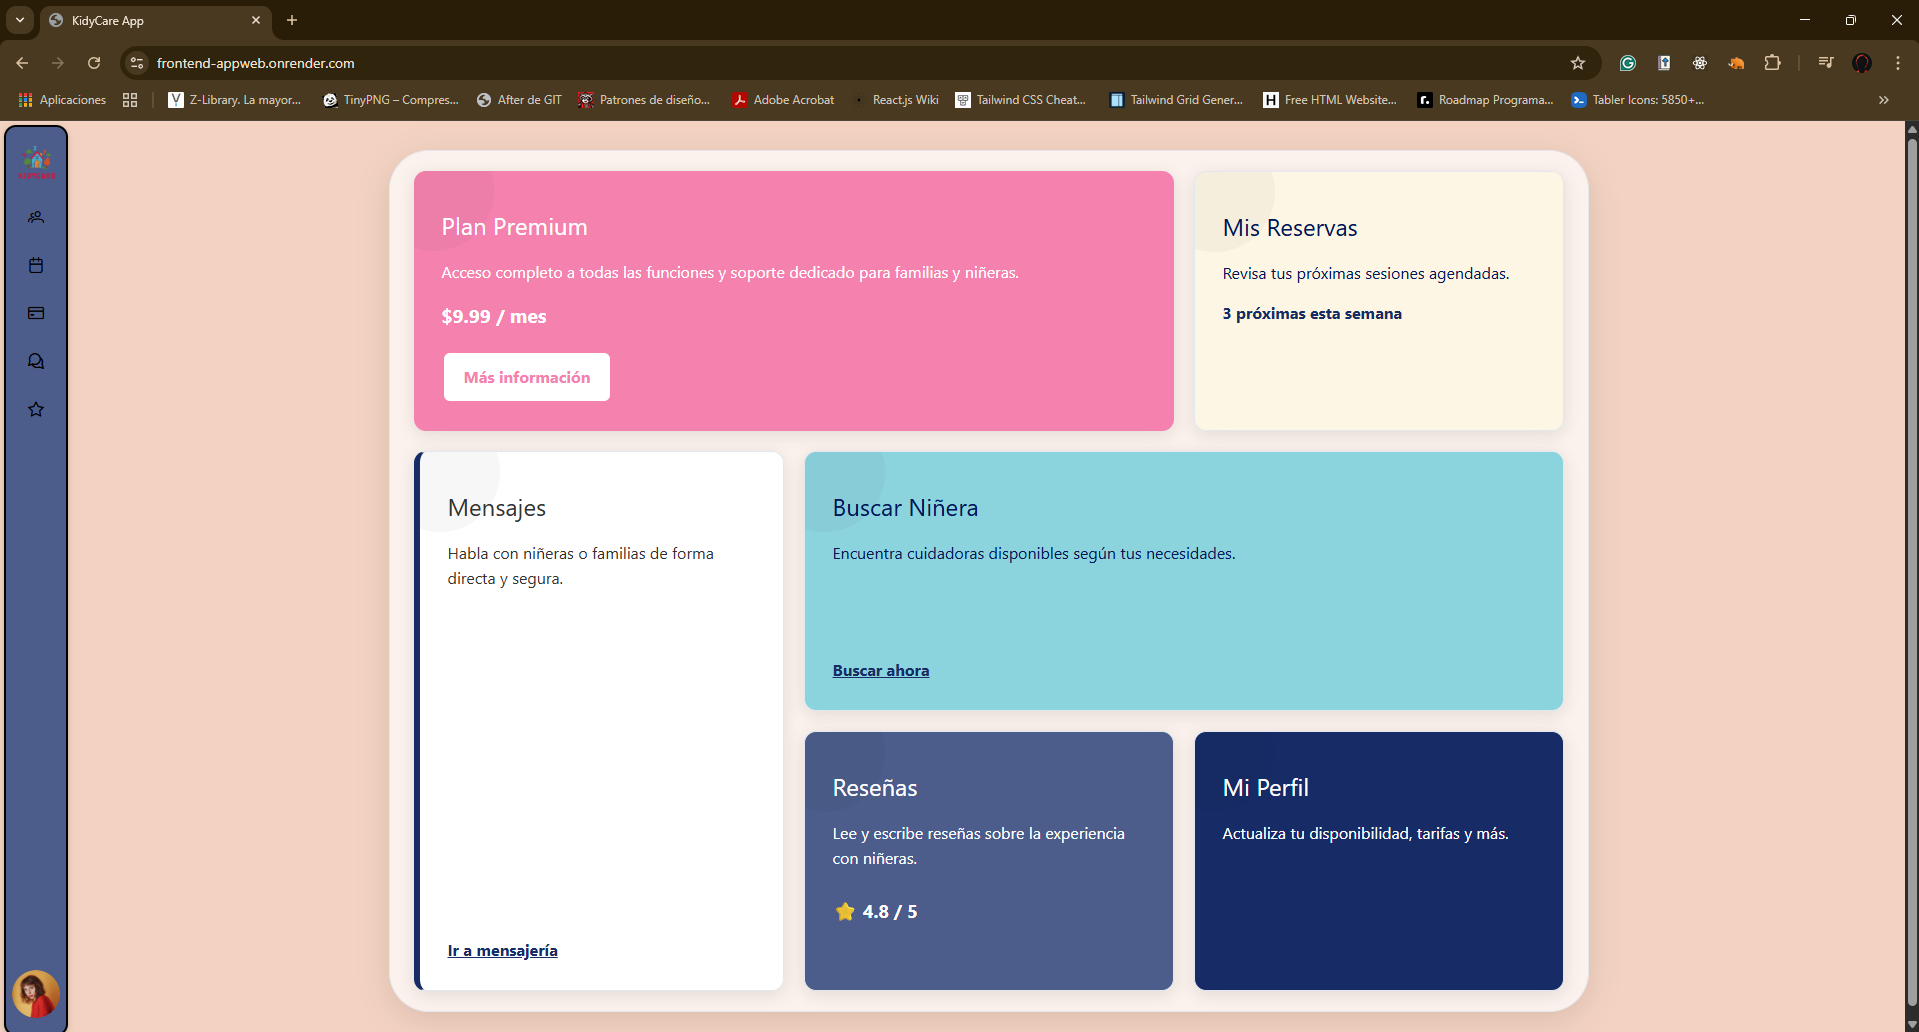 KidyCare App
frontend-appweb.onrender.com
Aplicaciones
Z-Library. La mayor...
TinyPNG – Compres...
After de GIT
Patrones de diseño...
Adobe Acrobat
React.js Wiki
Tailwind CSS Cheat...
Tailwind Grid Gener...
Free HTML Website...
Roadmap Programa...
Tabler Icons: 5850+...
Plan Premium
Acceso completo a todas las funciones y soporte dedicado para familias y niñeras.
$9.99 / mes
Más información
Mis Reservas
Revisa tus próximas sesiones agendadas.
3 próximas esta semana
Mensajes
Habla con niñeras o familias de forma
directa y segura.
Ir a mensajería
Buscar Niñera
Encuentra cuidadoras disponibles según tus necesidades.
Buscar ahora
Reseñas
Lee y escribe reseñas sobre la experiencia
con niñeras.
4.8 / 5
Mi Perfil
Actualiza tu disponibilidad, tarifas y más.